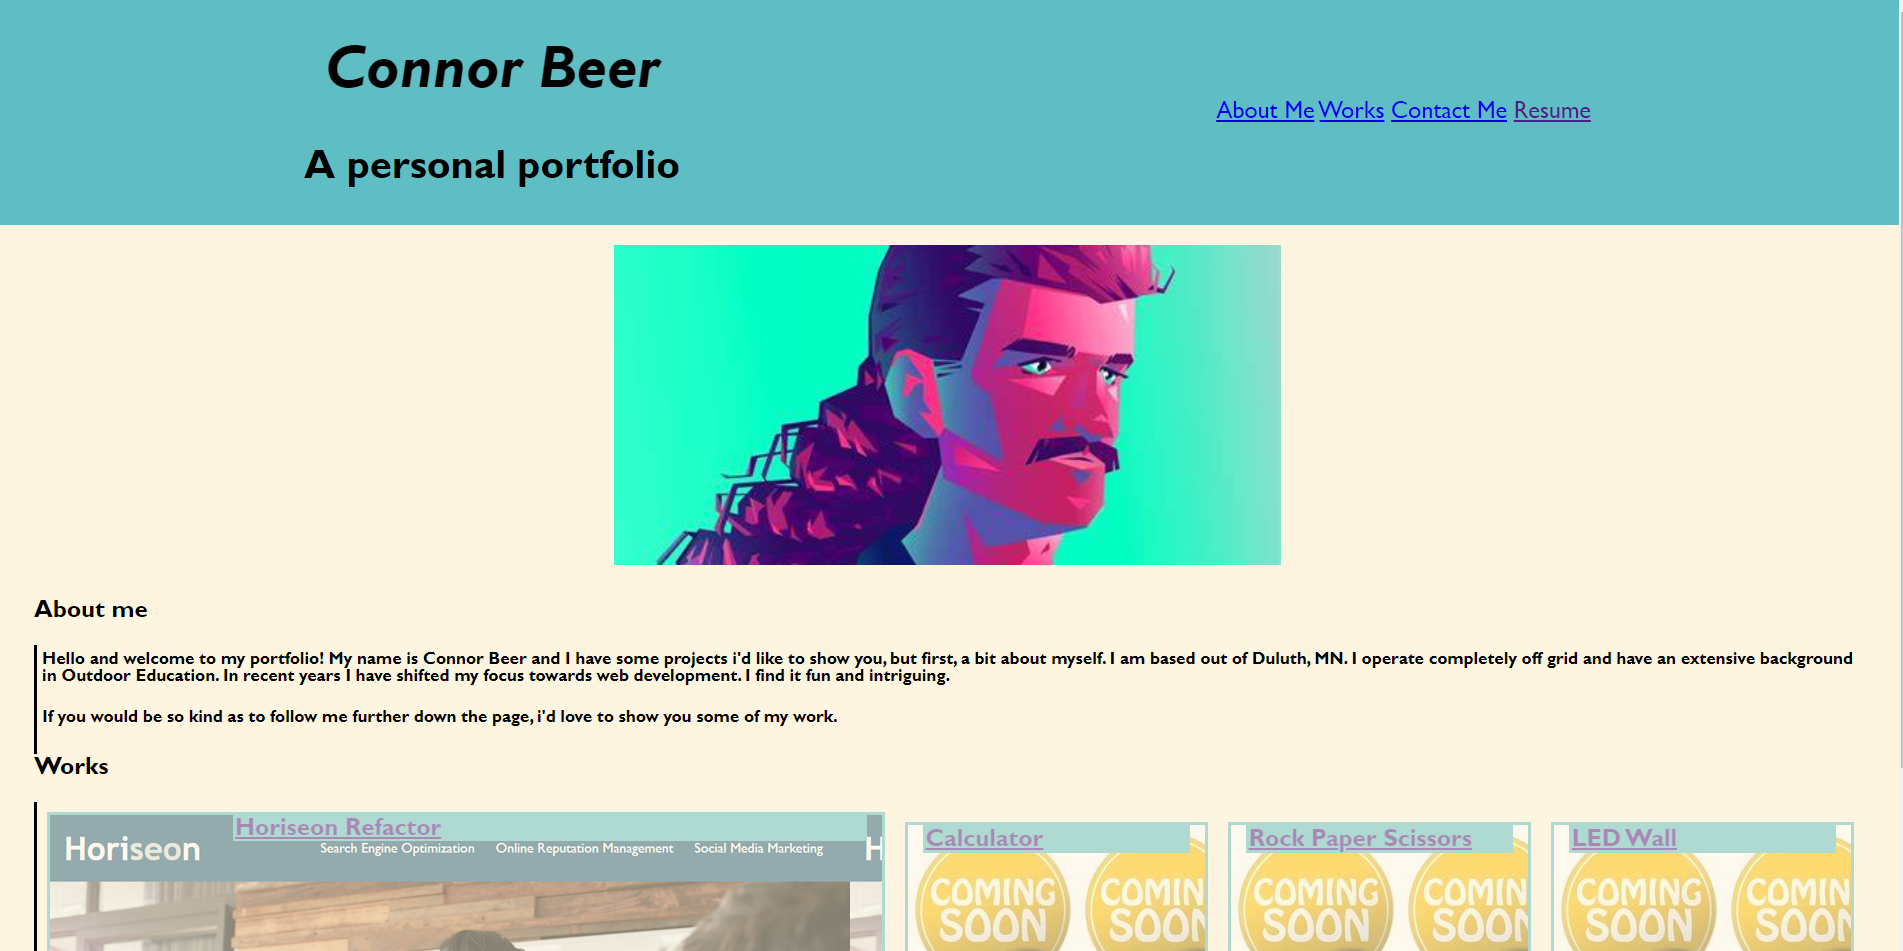 Connor Beer
About Me Works Contact Me Resume
A personal portfolio
About me
Hello and welcome to my portfolio! My name is Connor Beer and I have some projects i'd like to show you, but first, a bit about myself. I am based out of Duluth, MN. I operate completely off grid and have an extensive background
in Outdoor Education. In recent years I have shifted my focus towards web development. I find it fun and intriguing.
If you would be so kind as to follow me further down the page, i'd love to show you some of my work.
Works
Horiseon Refactor
Horiseon
Search Engine Optimization Online Reputation Management Social Media Marketing
H
Calculator
COMING
SOON
COMIN
SOO
Rock Paper Scissors
COMING
SOON
COMIN
SOON
LED Wall
COMING
SOON
COMIN
SOON